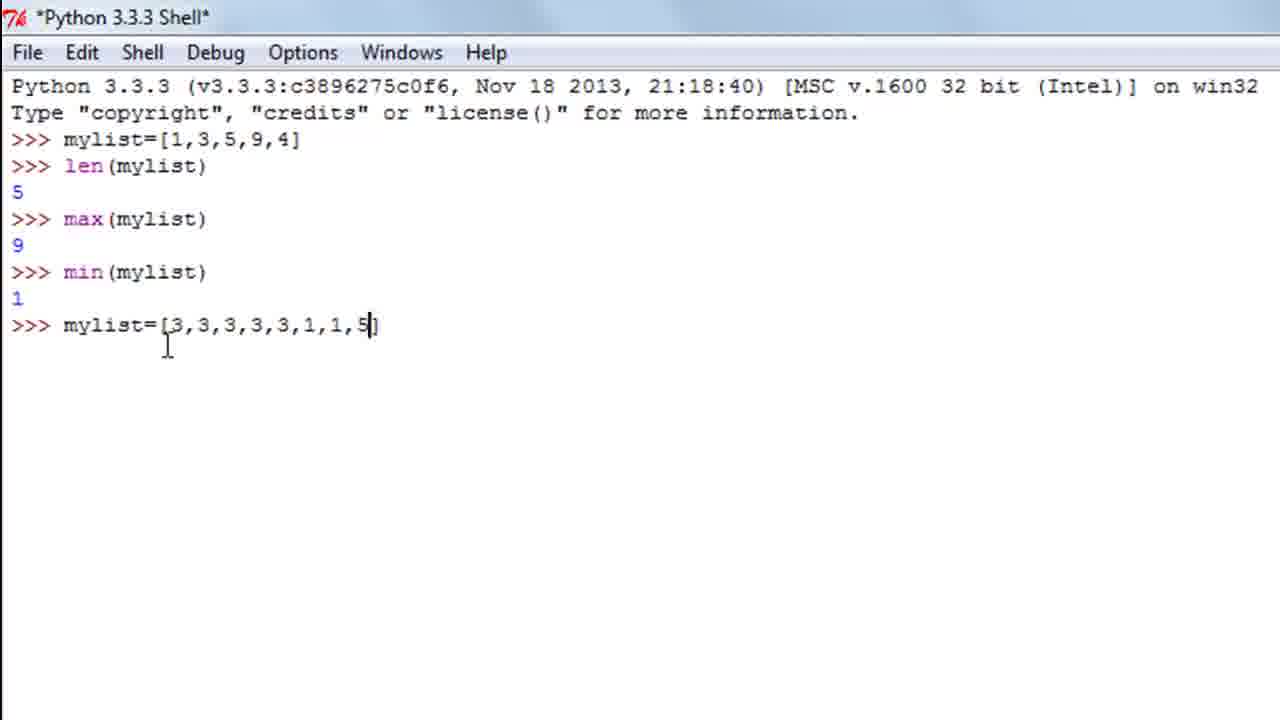 *Python 3.3.3 Shell*
File Edit Shell Debug Options Windows Help
Python 3.3.3 (v3.3.3:c3896275c0f6, Nov 18 2013, 21:18:40) [MSC v.1600 32 bit (Intel)] on win32
Type "copyright", "credits" or "license()" for more information.
>>> mylist=[1,3,5,9,4]
>>> len(mylist)
5
>>> max(mylist)
9
>>> min(mylist)
1
>>> mylist=[3,3,3,3,3,1,1,5]